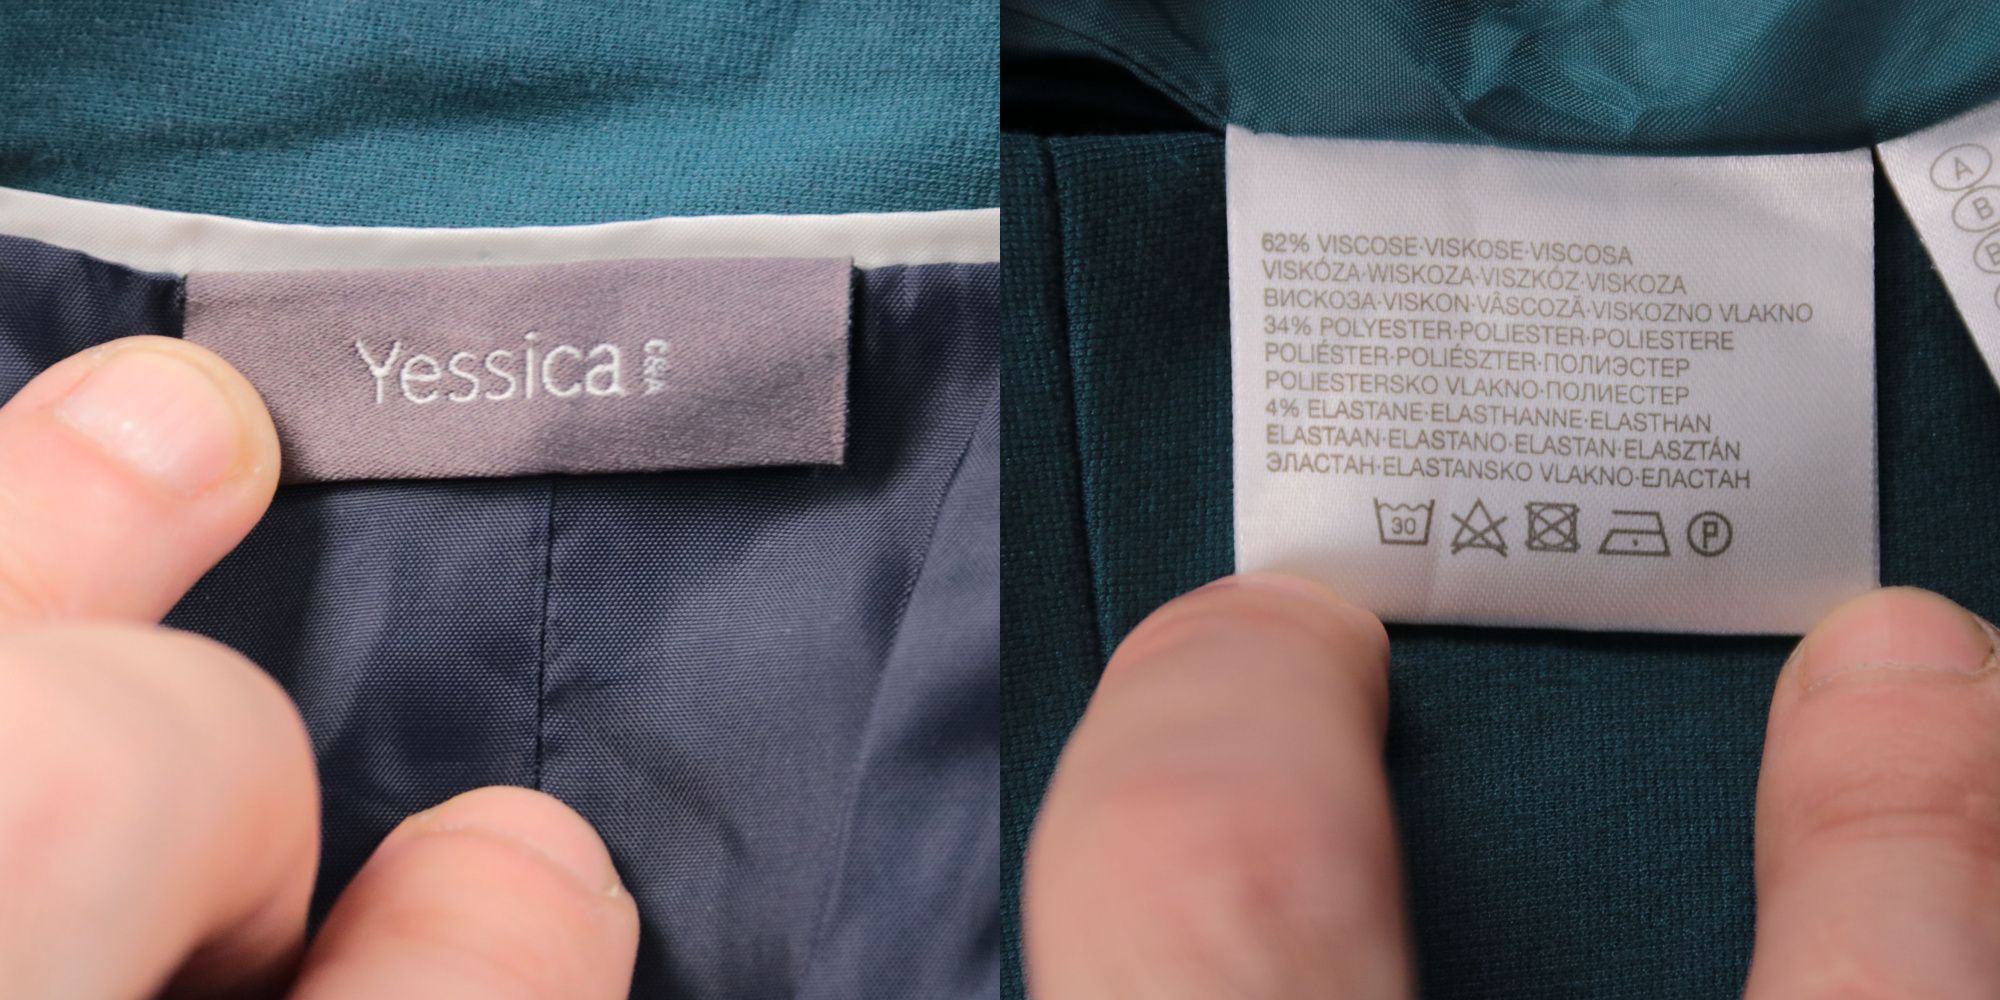 Yessica C&A
62% VISCOSE·VISKOSE·VISCOSA
VISKÓZA·WISKOZA·VISZKÓZ·VISKOZA
ВИСКОЗА·VISKON·VÂSCOZĂ·VISKOZNO VLAKNO
34% POLYESTER·POLIESTER·POLIESTERE
POLIÉSTER·POLIÉSZTER·ПОЛИЭСТЕР
POLIESTERSKO VLAKNO·ПОЛИЕСТЕР
4% ELASTANE·ELASTHANNE·ELASTHAN
ELASTAAN·ELASTANO·ELASTAN·ELASZTÁN
ЭЛАСТАН·ELASTANSKO VLAKNO·ЕЛАСТАН
30
P
A
B